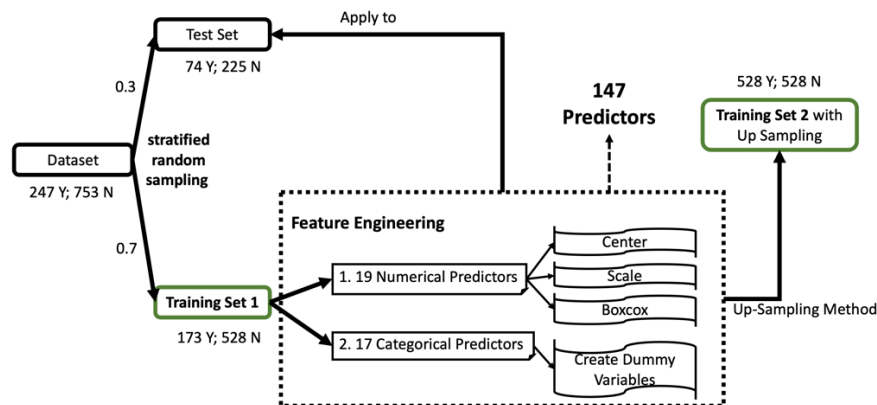 Apply to
Test Set
74 Y; 225 N
0.3
stratified
random
sampling
Dataset
247 Y; 753 N
0.7
Training Set 1
173 Y; 528 N
147
Predictors
528 Y; 528 N
Training Set 2 with
Up Sampling
Feature Engineering
1. 19 Numerical Predictors
Center
Scale
Boxcox
2. 17 Categorical Predictors
Create Dummy
Variables
Up-Sampling Method